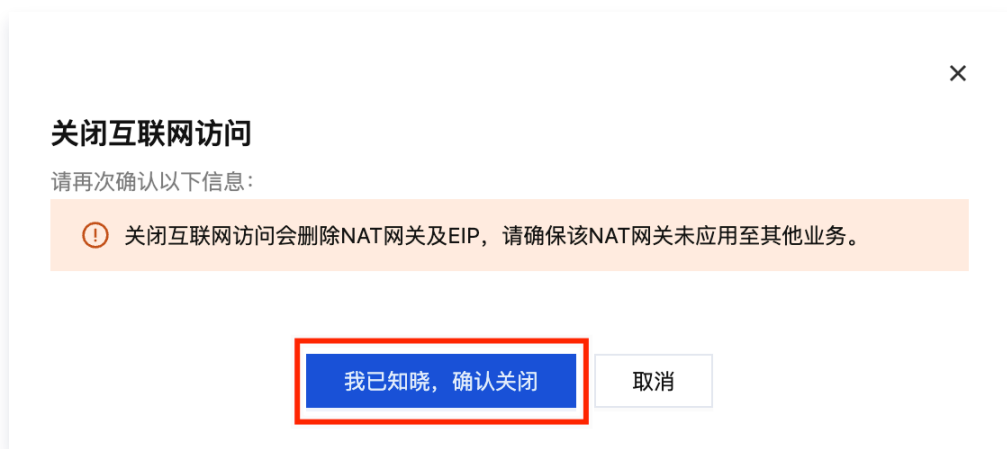 关闭互联网访问
请再次确认以下信息：
关闭互联网访问会删除NAT网关及EIP，请确保该NAT网关未应用至其他业务。
我已知晓，确认关闭 取消